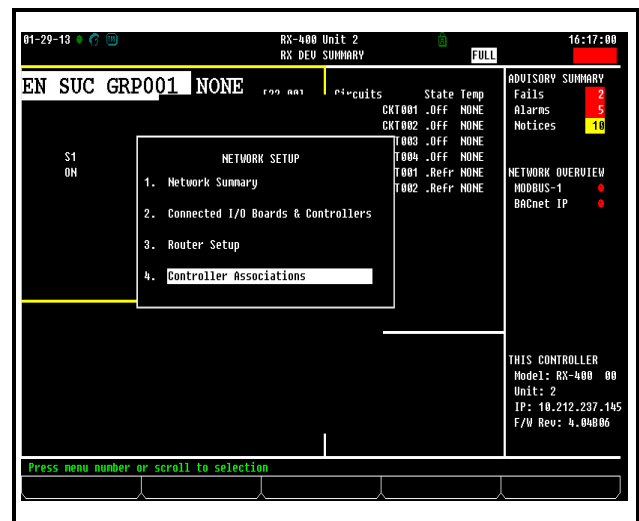 01-29-13 RX-400 Unit 2 16:17:00
RX DEV SUMMARY FULL
EN SUC GRP001 NONE
Circuits State Temp
CKT001 .Off NONE
CKT002 .Off NONE
T003 .Off NONE
T004 .Off NONE
T001 .Refr NONE
T002 .Refr NONE
S1
ON
NETWORK SETUP
1. Network Summary
2. Connected I/O Boards & Controllers
3. Router Setup
4. Controller Associations
ADVISORY SUMMARY
Fails 2
Alarms 5
Notices 10
NETWORK OVERVIEW
MODBUS-1
BACnet IP
THIS CONTROLLER
Model: RX-400 00
Unit: 2
IP: 10.212.237.145
F/W Rev: 4.04B06
Press menu number or scroll to selection